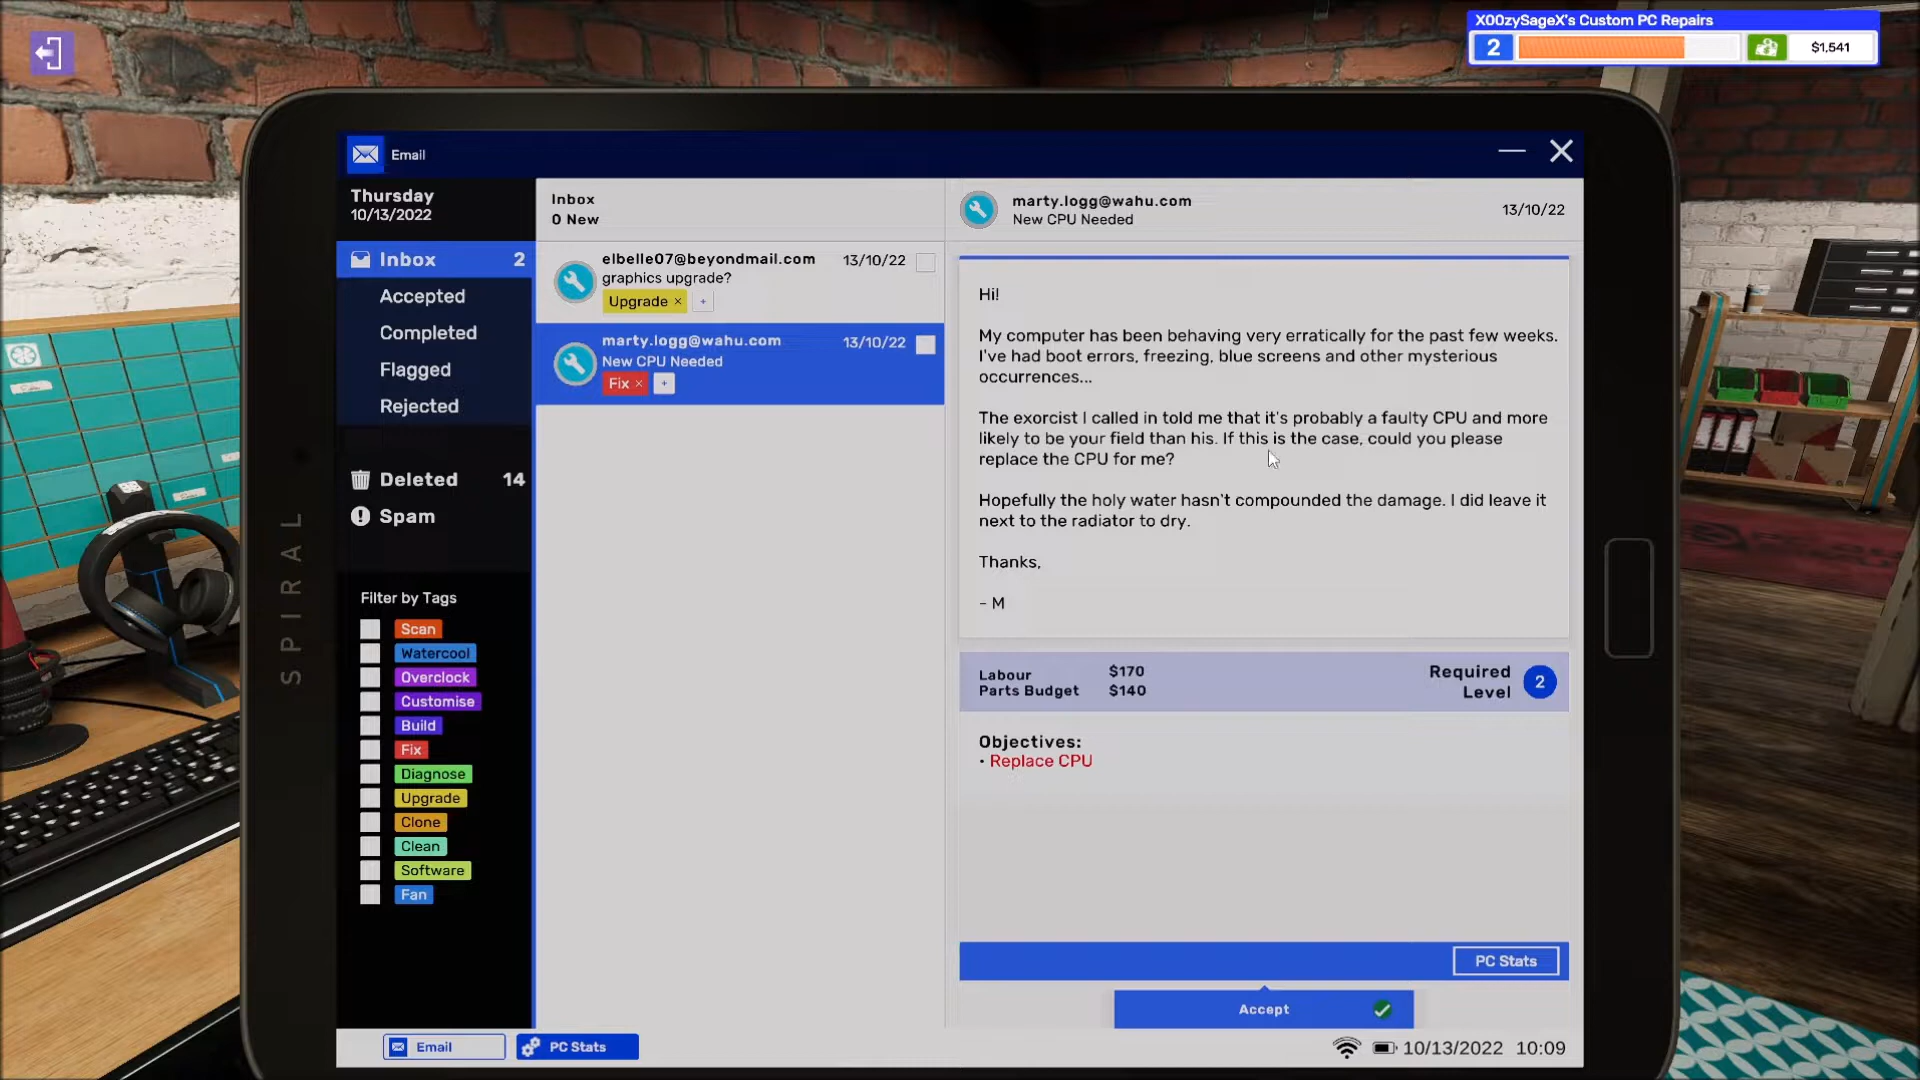 X00zySageX's Custom PC Repairs
2
$1,541
Email
Thursday
10/13/2022
Inbox 2
Accepted
Completed
Flagged
Rejected
Deleted 14
Spam
Filter by Tags
Scan
Watercool
Overclock
Customise
Build
Fix
Diagnose
Upgrade
Clone
Clean
Software
Fan
Inbox
0 New
elbelle07@beyondmail.com 13/10/22
graphics upgrade?
Upgrade × +
marty.logg@wahu.com 13/10/22
New CPU Needed
Fix × +
marty.logg@wahu.com
New CPU Needed
13/10/22
Hi!
My computer has been behaving very erratically for the past few weeks.
I've had boot errors, freezing, blue screens and other mysterious
occurrences...
The exorcist I called in told me that it's probably a faulty CPU and more
likely to be your field than his. If this is the case, could you please
replace the CPU for me?
Hopefully the holy water hasn't compounded the damage. I did leave it
next to the radiator to dry.
Thanks,
- M
Labour $170
Parts Budget $140
Required
Level
2
Objectives:
• Replace CPU
PC Stats
Accept
Email
PC Stats
10/13/2022 10:09
SPIRAL